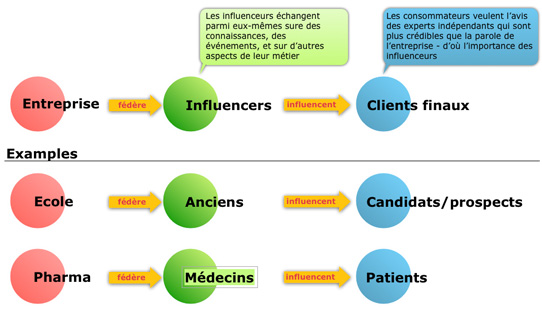 Les influenceurs échangent
parmi eux-mêmes sure des
connaissances, des
événements, et sur d'autres
aspects de leur métier
Les consommateurs veulent l'avis
des experts indépendants qui sont
plus crédibles que la parole de
l'entreprise - d'où l'importance des
influenceurs
Entreprise
fédère
Influencers
influencent
Clients finaux
Examples
Ecole
fédère
Anciens
influencent
Candidats/prospects
Pharma
fédère
Médecins
influencent
Patients